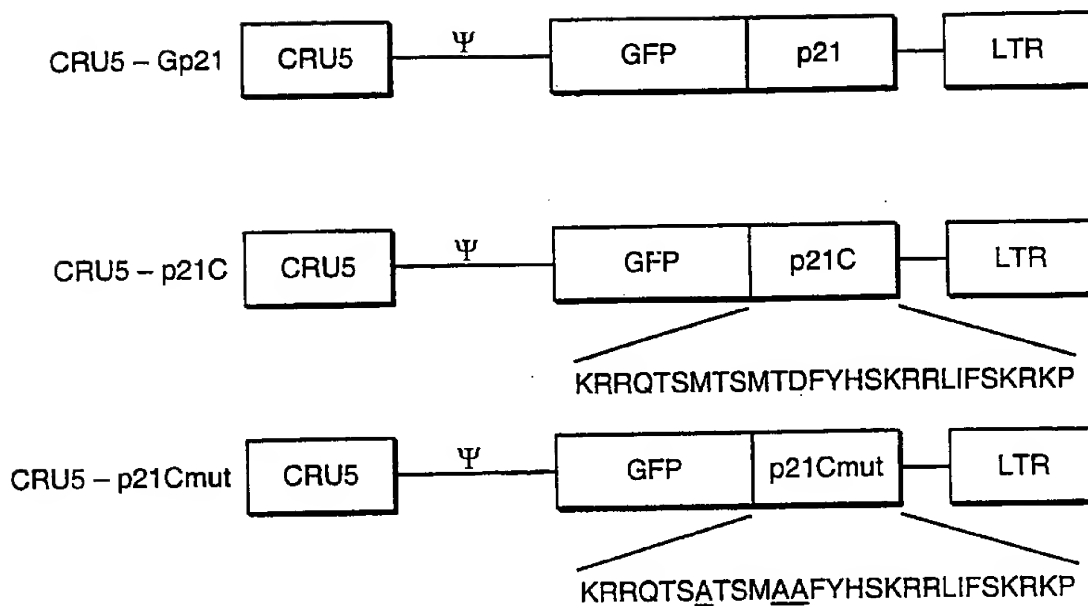 Ψ
CRU5 – Gp21 CRU5 GFP p21 LTR
Ψ
CRU5 – p21C CRU5 GFP p21C LTR
KRRQTSMTSMTDFYHSKRRLIFSKRKP
Ψ
CRU5 – p21Cmut CRU5 GFP p21Cmut LTR
KRRQTSATSMAAFYHSKRRLIFSKRKP